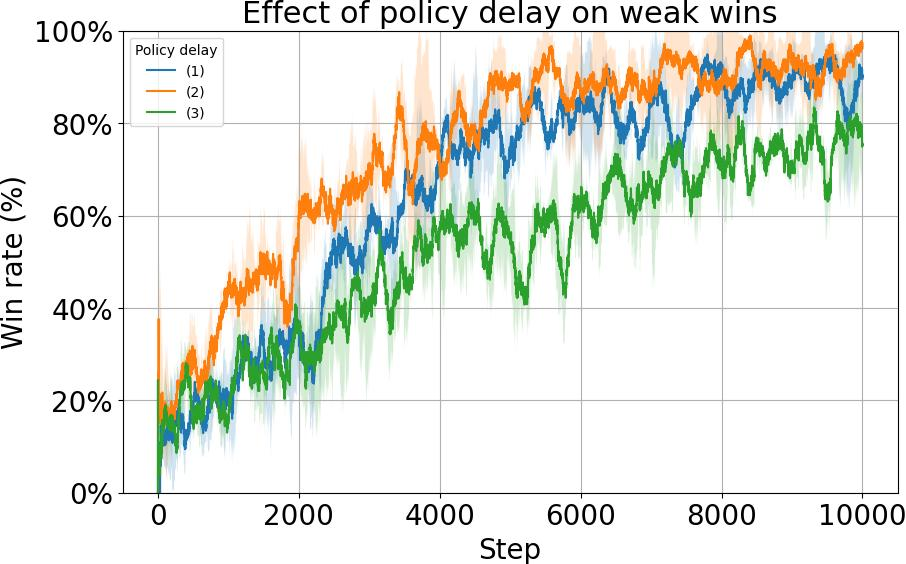 Effect of policy delay on weak wins
Win rate (%)
100%
80%
60%
40%
20%
0%
Policy delay
(1)
(2)
(3)
0 2000 4000 6000 8000 10000
Step